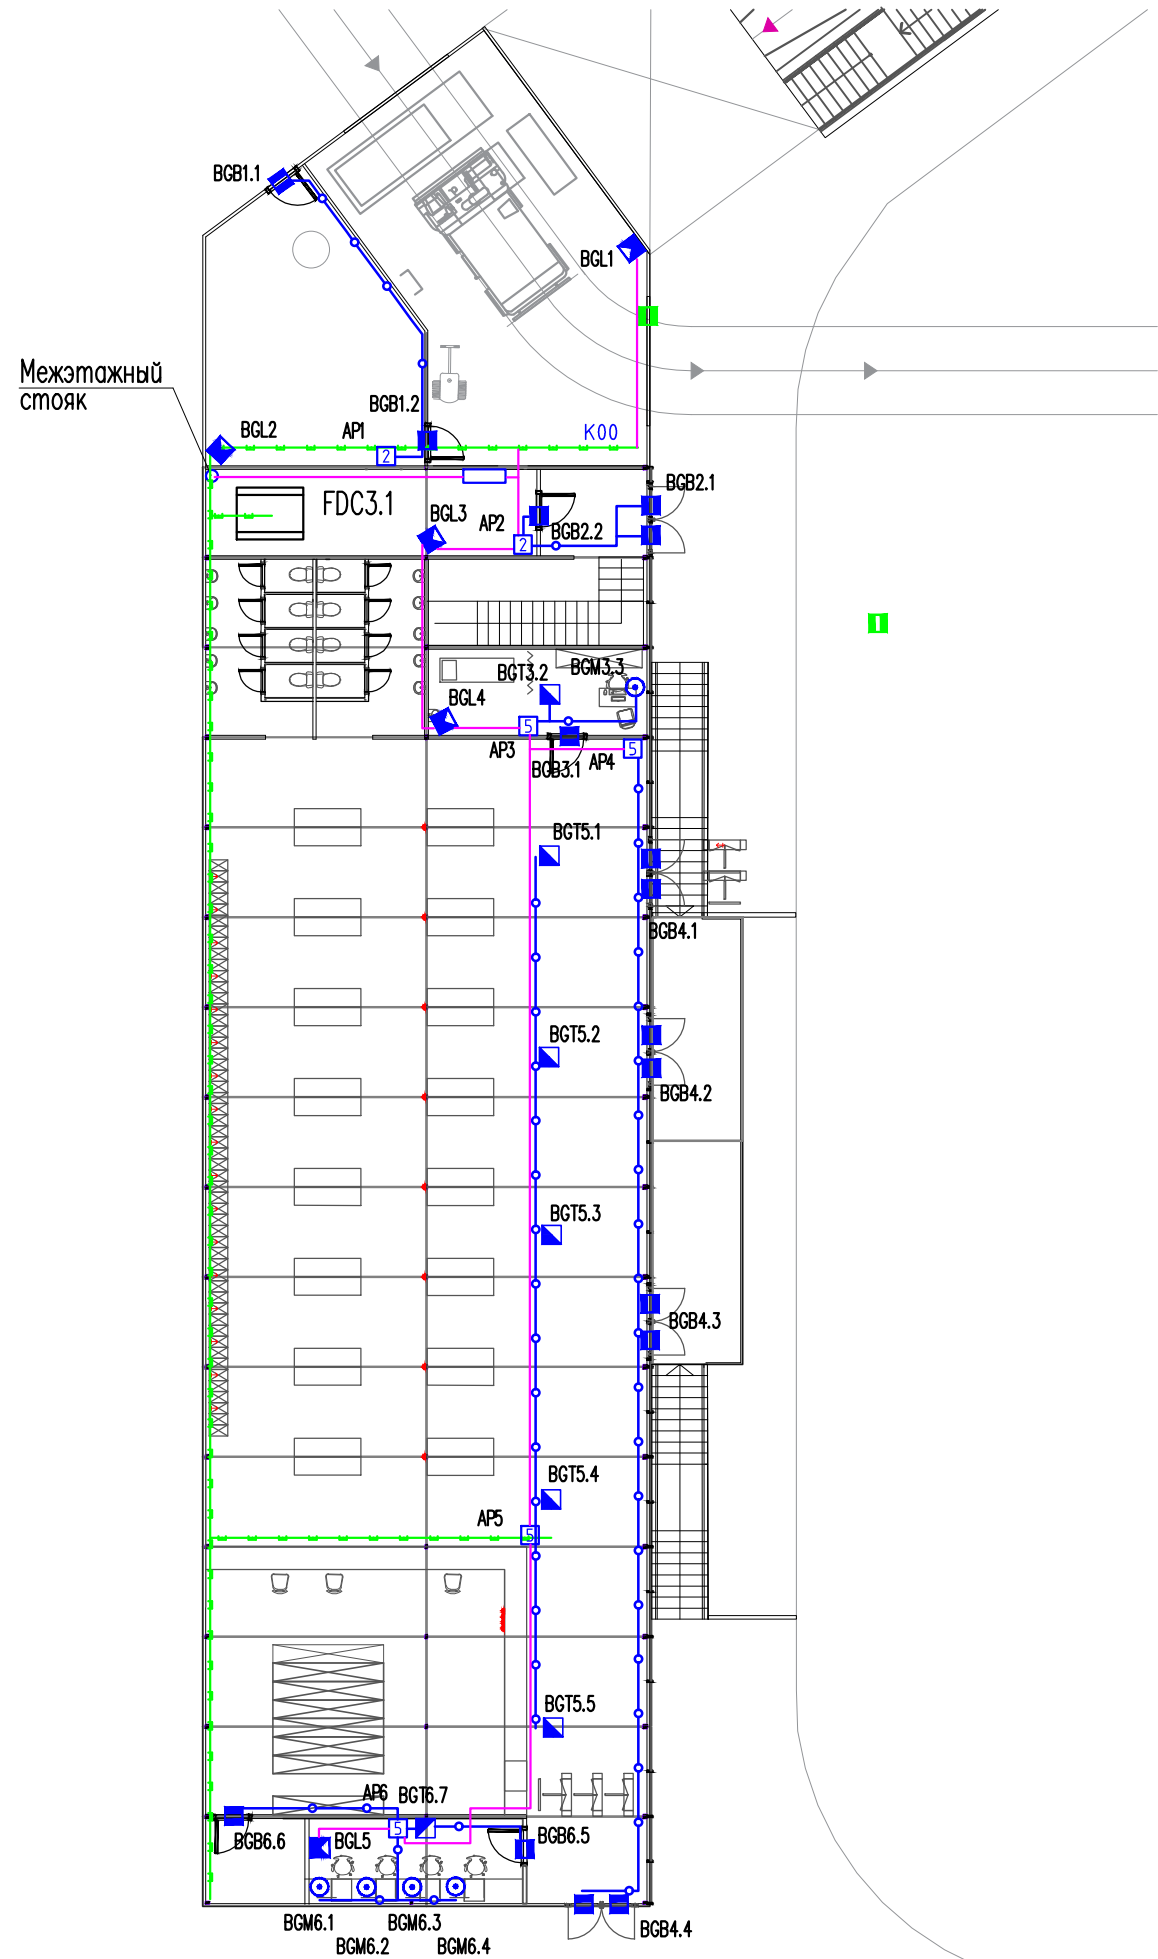 BGB1.1
BGL1
Межэтажный
стояк
BGB1.2
BGL2
AP1
K00
2
FDC3.1
BGL3
AP2
BGB2.1
BGB2.2
2
BGT3.2
BGM3.3
BGL4
5
AP3
BGB3.1
AP4
5
BGT5.1
BGB4.1
BGT5.2
BGB4.2
BGT5.3
BGB4.3
BGT5.4
AP5
5
BGT5.5
AP6
BGT6.7
5
BGB6.6
BGL5
BGB6.5
BGM6.1
BGM6.3
BGM6.2
BGM6.4
BGB4.4